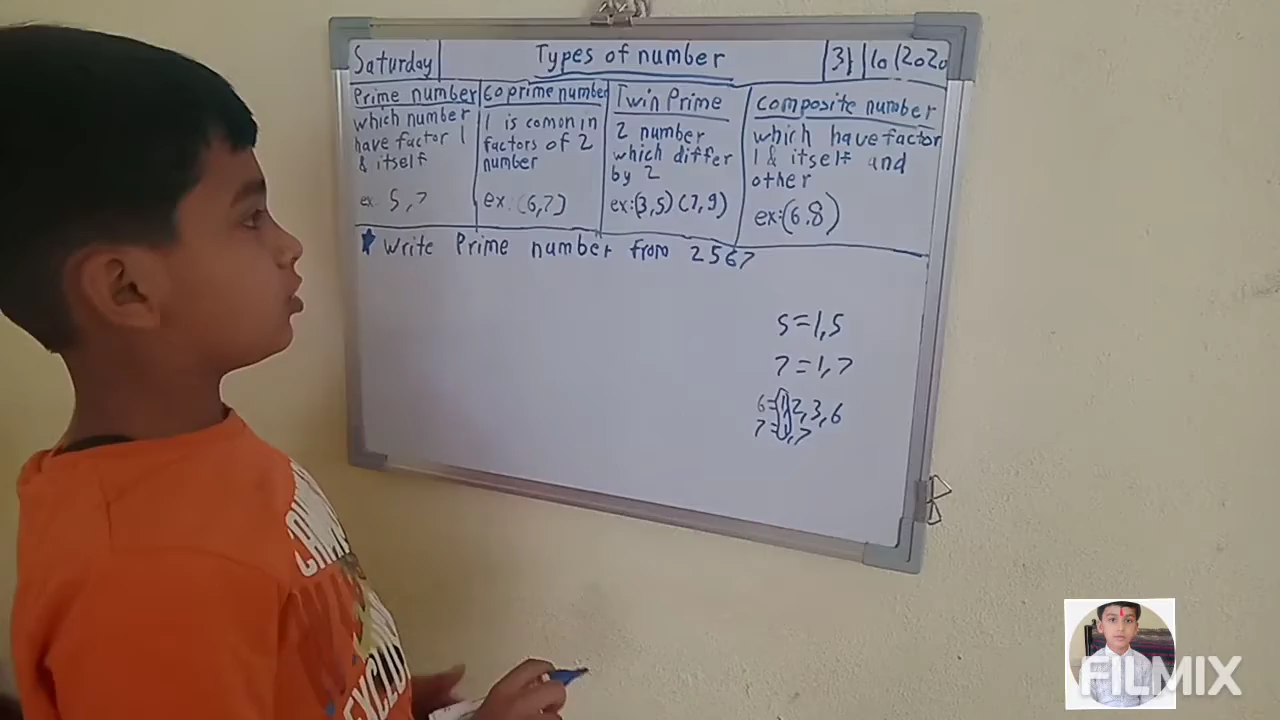 Saturday
Types of number
31/10/2020
Prime number
which number
have factor 1
& itself
ex: 5,7
Co prime number
1 is comon in
factors of 2
number
ex: (6,7)
Twin Prime
2 number
which differ
by 2
ex:(3,5) (7,9)
composite number
which have factor
1 & itself and
other
ex:(6.8)
★ Write Prime number from 2567
5=1,5
7=1,7
6=1,2,3,6
7=1,7
CYCLO
FILMIX